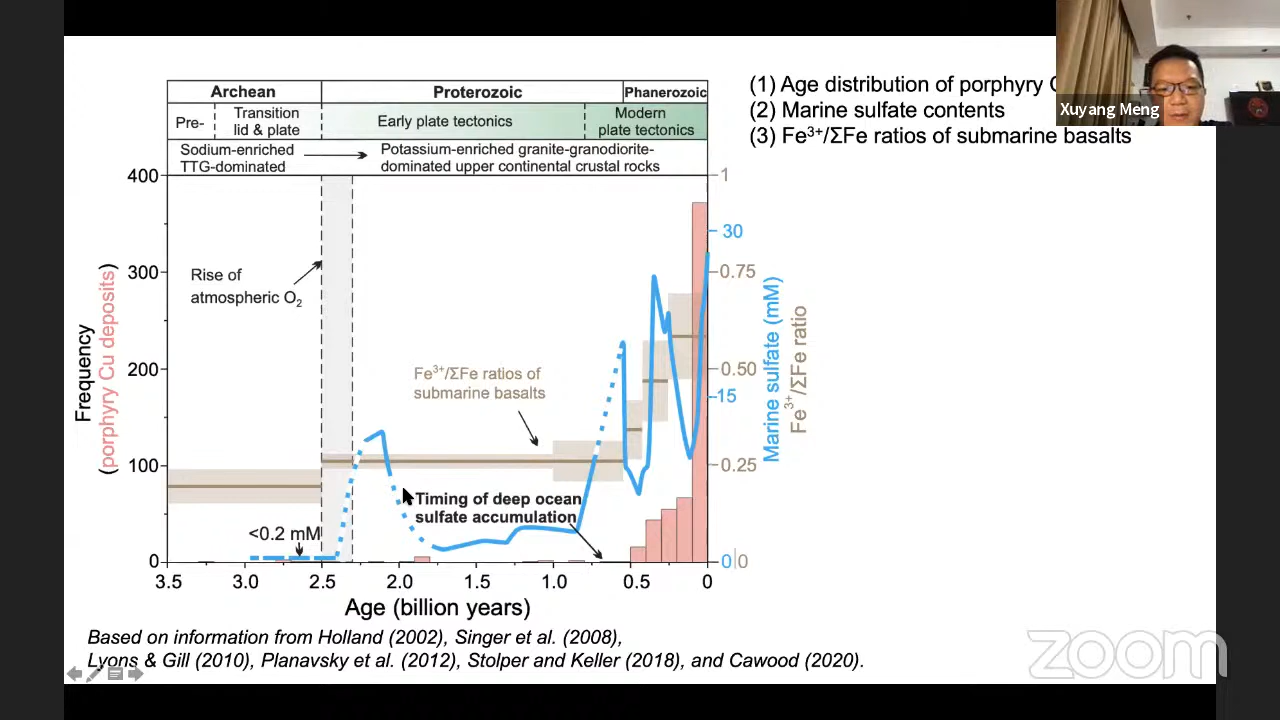 Archean
Proterozoic
Phanerozoic
Pre-
Transition
lid & plate
Early plate tectonics
Modern
plate tectonics
Sodium-enriched
TTG-dominated
Potassium-enriched granite-granodiorite-
dominated upper continental crustal rocks
(1) Age distribution of porphyry
(2) Marine sulfate contents
(3) Fe³⁺/ΣFe ratios of submarine basalts
Xuyang Meng
400
300
200
100
0
Frequency
(porphyry Cu deposits)
Rise of
atmospheric O₂
Fe³⁺/ΣFe ratios of
submarine basalts
Timing of deep ocean
sulfate accumulation
<0.2 mM
1
30
0.75
0.50
15
0.25
0
0
Marine sulfate (mM)
Fe³⁺/ΣFe ratio
3.5 3.0 2.5 2.0 1.5 1.0 0.5 0
Age (billion years)
Based on information from Holland (2002), Singer et al. (2008),
Lyons & Gill (2010), Planavsky et al. (2012), Stolper and Keller (2018), and Cawood (2020).
zoom